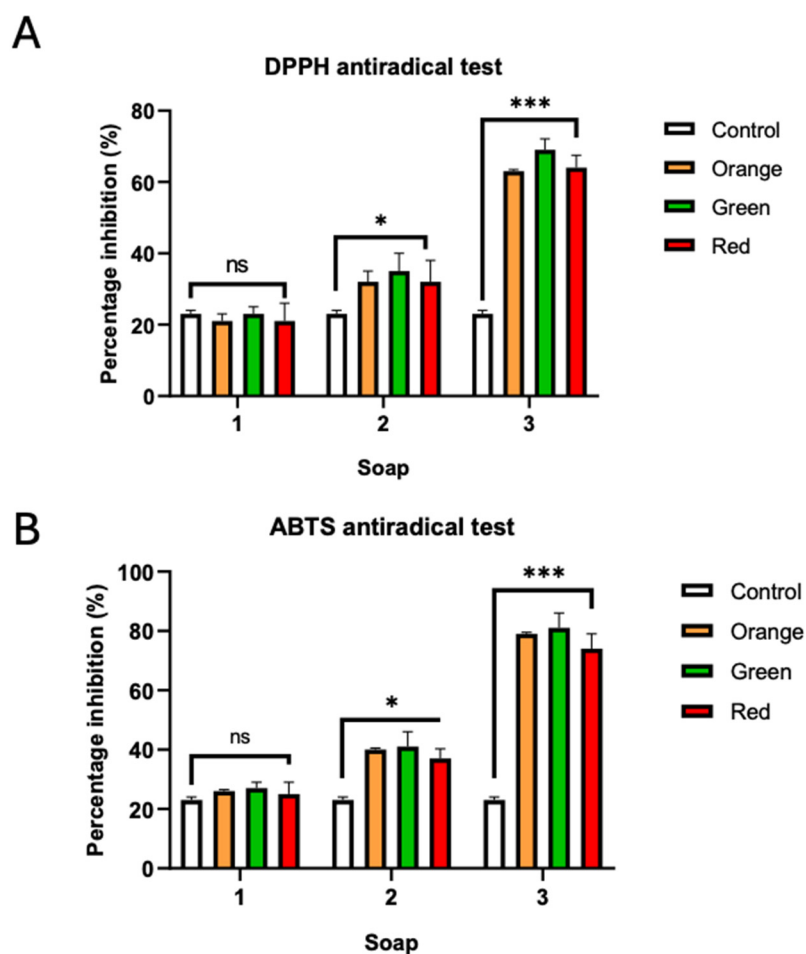 A
DPPH antiradical test
Percentage inhibition (%)
80
60
40
20
0
ns
*
***
1
2
3
Soap
Control
Orange
Green
Red
B
ABTS antiradical test
Percentage inhibition (%)
100
80
60
40
20
0
ns
*
***
1
2
3
Soap
Control
Orange
Green
Red